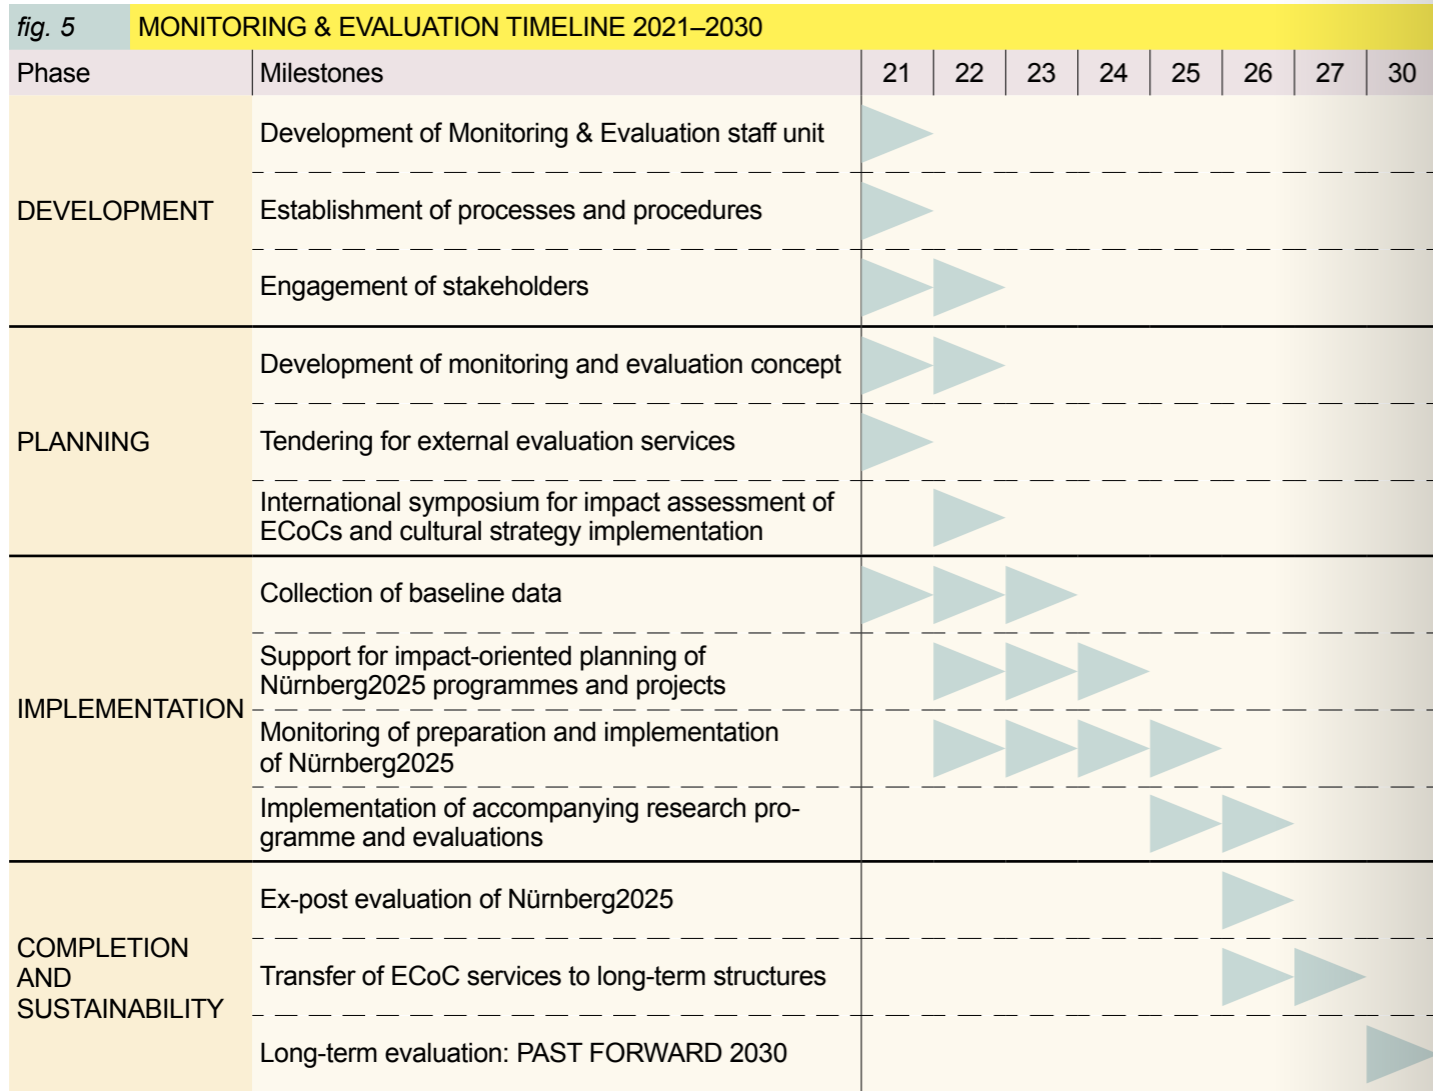 fig. 5 MONITORING & EVALUATION TIMELINE 2021–2030
Phase Milestones 21 22 23 24 25 26 27 30
DEVELOPMENT
Development of Monitoring & Evaluation staff unit
Establishment of processes and procedures
Engagement of stakeholders
PLANNING
Development of monitoring and evaluation concept
Tendering for external evaluation services
International symposium for impact assessment of
ECoCs and cultural strategy implementation
IMPLEMENTATION
Collection of baseline data
Support for impact-oriented planning of
Nürnberg2025 programmes and projects
Monitoring of preparation and implementation
of Nürnberg2025
Implementation of accompanying research pro-
gramme and evaluations
COMPLETION
AND
SUSTAINABILITY
Ex-post evaluation of Nürnberg2025
Transfer of ECoC services to long-term structures
Long-term evaluation: PAST FORWARD 2030